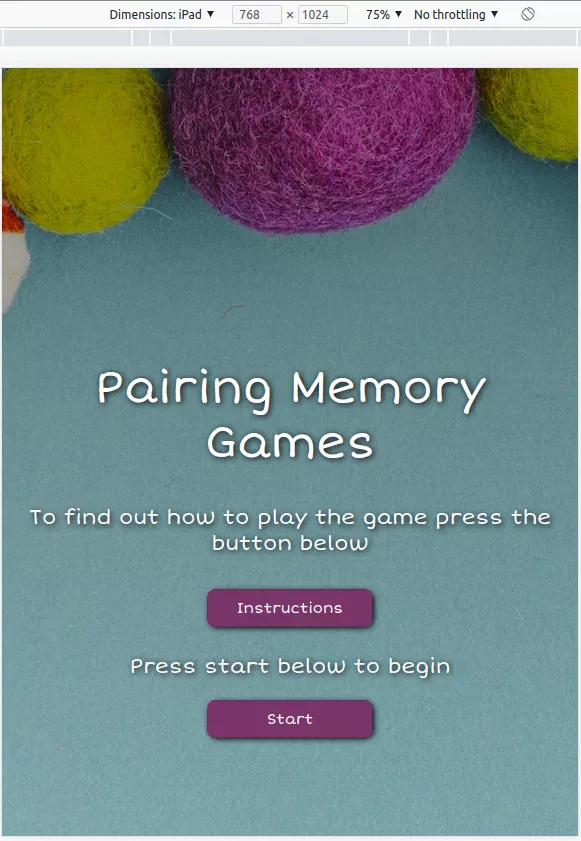 Dimensions: iPad ▼ 768 × 1024 75% ▼ No throttling ▼
Pairing Memory
Games
To find out how to play the game press the
button below
Instructions
Press start below to begin
Start